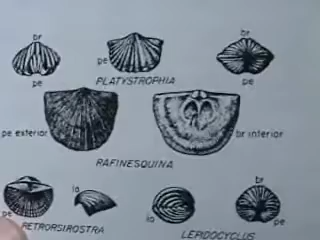 br
br
pe
pe
PLATYSTROPHIA
pe
pe exterior
br interior
RAFINESQUINA
la
br
pe
la
pe
RETRORSIROSTRA
LEPIDOCYCLUS